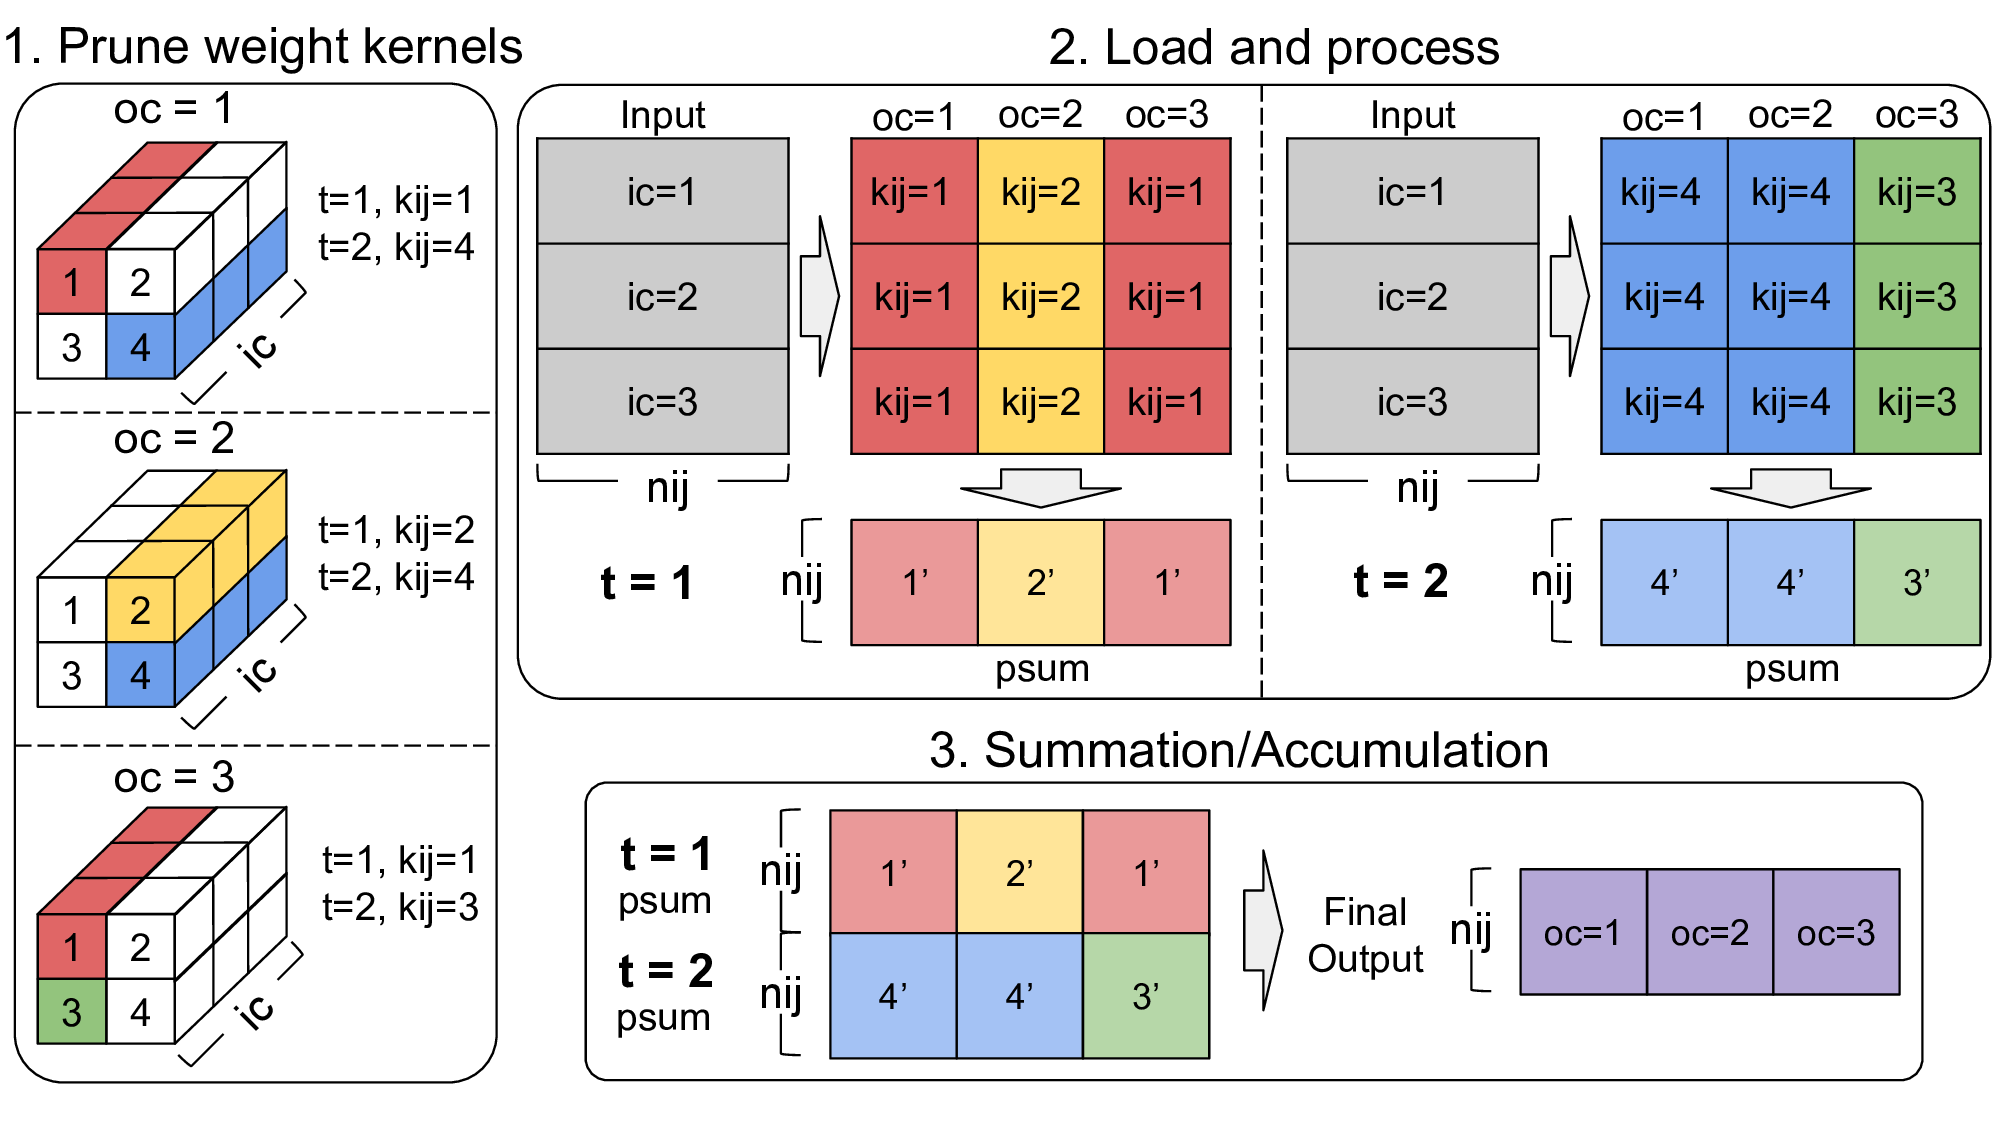 1. Prune weight kernels
oc = 1
t=1, kij=1
t=2, kij=4
1 2
3 4
ic
oc = 2
t=1, kij=2
t=2, kij=4
1 2
3 4
ic
oc = 3
t=1, kij=1
t=2, kij=3
1 2
3 4
ic
2. Load and process
Input oc=1 oc=2 oc=3
ic=1 kij=1 kij=2 kij=1
ic=2 kij=1 kij=2 kij=1
ic=3 kij=1 kij=2 kij=1
nij
t = 1 nij 1’ 2’ 1’
psum
Input oc=1 oc=2 oc=3
ic=1 kij=4 kij=4 kij=3
ic=2 kij=4 kij=4 kij=3
ic=3 kij=4 kij=4 kij=3
nij
t = 2 nij 4’ 4’ 3’
psum
3. Summation/Accumulation
t = 1
psum
nij 1’ 2’ 1’
t = 2
psum
nij 4’ 4’ 3’
Final
Output
nij oc=1 oc=2 oc=3